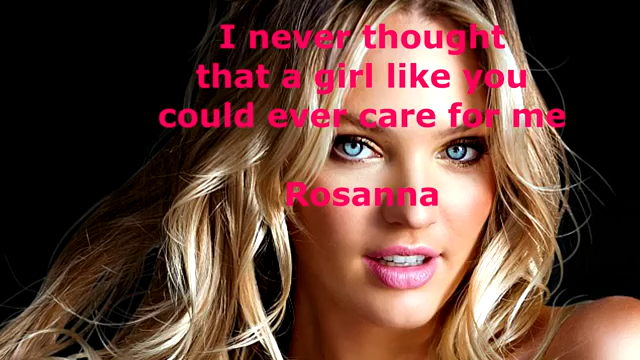 I never thought
that a girl like you
could ever care for me
Rosanna